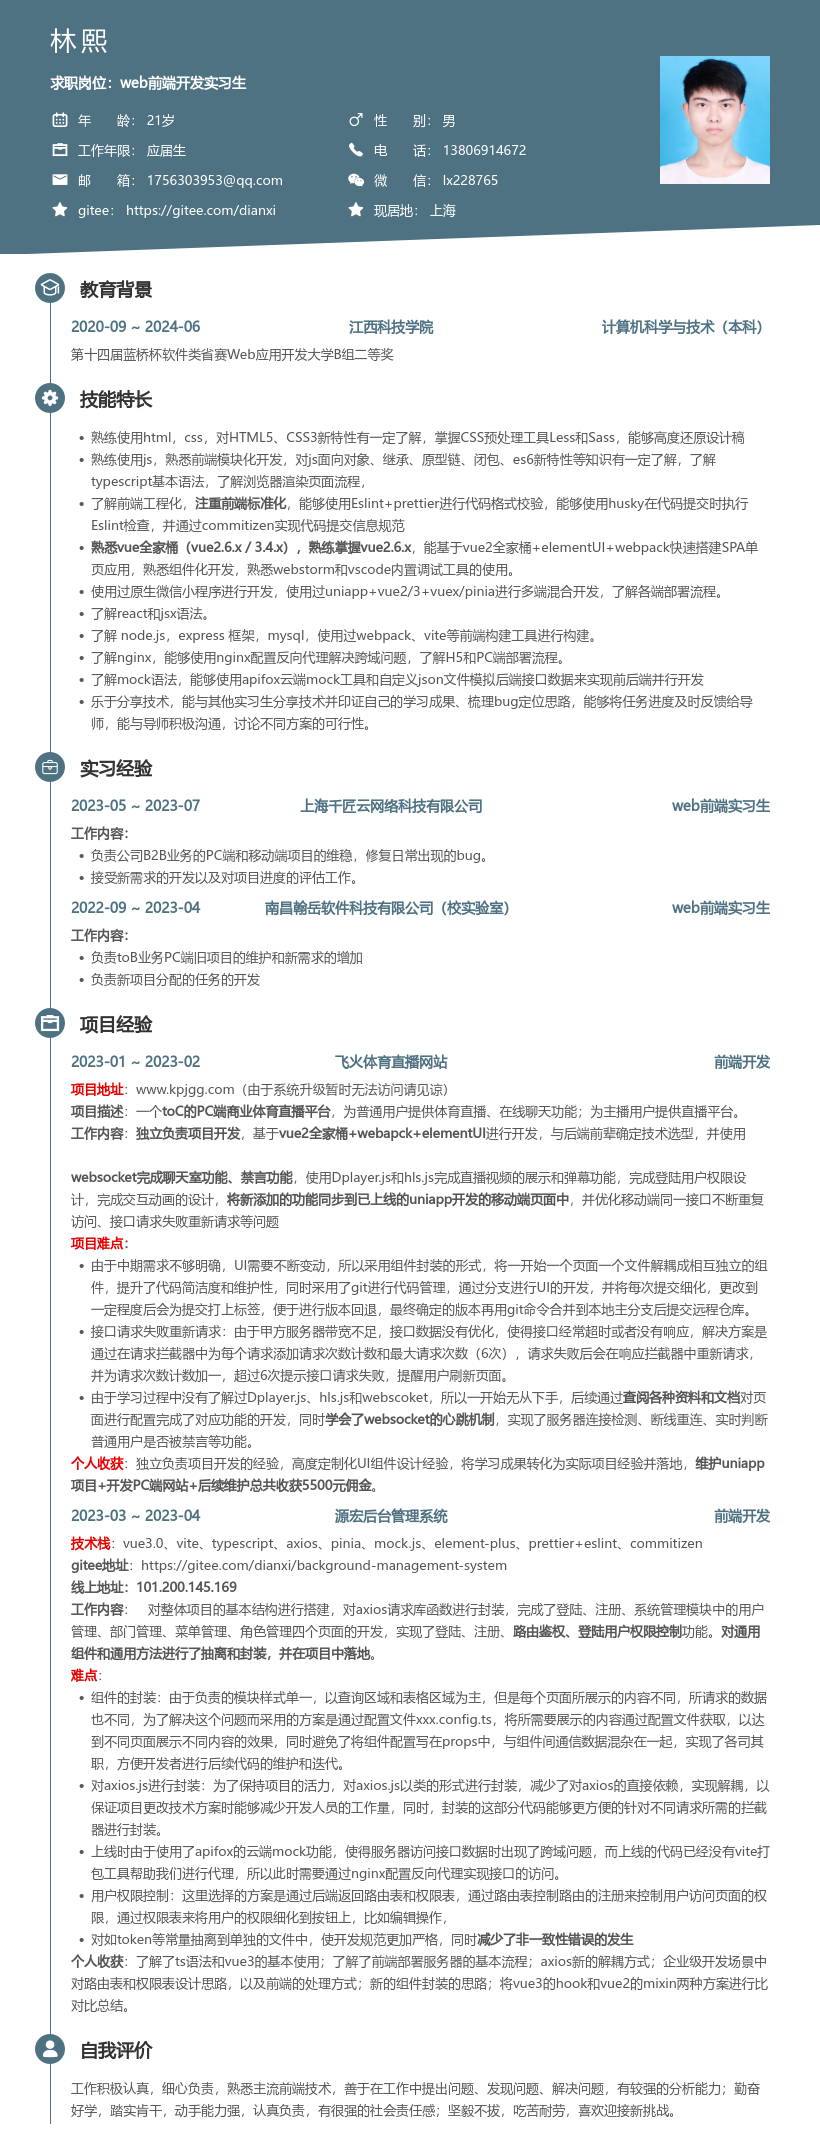 林熙
求职岗位：web前端开发实习生
年 龄： 21岁
性 别： 男
工作年限： 应届生
电 话： 13806914672
邮 箱： 1756303953@qq.com
微 信： lx228765
gitee： https://gitee.com/dianxi
现居地： 上海
教育背景
2020-09 ~ 2024-06 江西科技学院 计算机科学与技术（本科）
第十四届蓝桥杯软件类省赛Web应用开发大学B组二等奖
技能特长
• 熟练使用html，css，对HTML5、CSS3新特性有一定了解，掌握CSS预处理工具Less和Sass，能够高度还原设计稿
• 熟练使用js，熟悉前端模块化开发，对js面向对象、继承、原型链、闭包、es6新特性等知识有一定了解，了解
typescript基本语法，了解浏览器渲染页面流程，
• 了解前端工程化，注重前端标准化，能够使用Eslint+prettier进行代码格式校验，能够使用husky在代码提交时执行
Eslint检查，并通过commitizen实现代码提交信息规范
• 熟悉vue全家桶（vue2.6.x / 3.4.x），熟练掌握vue2.6.x，能基于vue2全家桶+elementUI+webpack快速搭建SPA单
页应用，熟悉组件化开发，熟悉webstorm和vscode内置调试工具的使用。
• 使用过原生微信小程序进行开发，使用过uniapp+vue2/3+vuex/pinia进行多端混合开发，了解各端部署流程。
• 了解react和jsx语法。
• 了解 node.js，express 框架，mysql，使用过webpack、vite等前端构建工具进行构建。
• 了解nginx，能够使用nginx配置反向代理解决跨域问题，了解H5和PC端部署流程。
• 了解mock语法，能够使用apifox云端mock工具和自定义json文件模拟后端接口数据来实现前后端并行开发
• 乐于分享技术，能与其他实习生分享技术并印证自己的学习成果、梳理bug定位思路，能够将任务进度及时反馈给导
师，能与导师积极沟通，讨论不同方案的可行性。
实习经验
2023-05 ~ 2023-07 上海千匠云网络科技有限公司 web前端实习生
工作内容：
• 负责公司B2B业务的PC端和移动端项目的维稳，修复日常出现的bug。
• 接受新需求的开发以及对项目进度的评估工作。
2022-09 ~ 2023-04 南昌翰岳软件科技有限公司（校实验室） web前端实习生
工作内容：
• 负责toB业务PC端旧项目的维护和新需求的增加
• 负责新项目分配的任务的开发
项目经验
2023-01 ~ 2023-02 飞火体育直播网站 前端开发
项目地址：www.kpjgg.com（由于系统升级暂时无法访问请见谅）
项目描述：一个toC的PC端商业体育直播平台，为普通用户提供体育直播、在线聊天功能；为主播用户提供直播平台。
工作内容：独立负责项目开发，基于vue2全家桶+webapck+elementUI进行开发，与后端前辈确定技术选型，并使用
websocket完成聊天室功能、禁言功能，使用Dplayer.js和hls.js完成直播视频的展示和弹幕功能，完成登陆用户权限设
计，完成交互动画的设计，将新添加的功能同步到已上线的uniapp开发的移动端页面中，并优化移动端同一接口不断重复
访问、接口请求失败重新请求等问题
项目难点：
• 由于中期需求不够明确，UI需要不断变动，所以采用组件封装的形式，将一开始一个页面一个文件解耦成相互独立的组
件，提升了代码简洁度和维护性，同时采用了git进行代码管理，通过分支进行UI的开发，并将每次提交细化，更改到
一定程度后会为提交打上标签，便于进行版本回退，最终确定的版本再用git命令合并到本地主分支后提交远程仓库。
• 接口请求失败重新请求：由于甲方服务器带宽不足，接口数据没有优化，使得接口经常超时或者没有响应，解决方案是
通过在请求拦截器中为每个请求添加请求次数计数和最大请求次数（6次），请求失败后会在响应拦截器中重新请求，
并为请求次数计数加一，超过6次提示接口请求失败，提醒用户刷新页面。
• 由于学习过程中没有了解过Dplayer.js、hls.js和webscoket，所以一开始无从下手，后续通过查阅各种资料和文档对页
面进行配置完成了对应功能的开发，同时学会了websocket的心跳机制，实现了服务器连接检测、断线重连、实时判断
普通用户是否被禁言等功能。
个人收获：独立负责项目开发的经验，高度定制化UI组件设计经验，将学习成果转化为实际项目经验并落地，维护uniapp
项目+开发PC端网站+后续维护总共收获5500元佣金。
2023-03 ~ 2023-04 源宏后台管理系统 前端开发
技术栈：vue3.0、vite、typescript、axios、pinia、mock.js、element-plus、prettier+eslint、commitizen
gitee地址：https://gitee.com/dianxi/background-management-system
线上地址：101.200.145.169
工作内容： 对整体项目的基本结构进行搭建，对axios请求库函数进行封装，完成了登陆、注册、系统管理模块中的用户
管理、部门管理、菜单管理、角色管理四个页面的开发，实现了登陆、注册、路由鉴权、登陆用户权限控制功能。对通用
组件和通用方法进行了抽离和封装，并在项目中落地。
难点：
• 组件的封装：由于负责的模块样式单一，以查询区域和表格区域为主，但是每个页面所展示的内容不同，所请求的数据
也不同，为了解决这个问题而采用的方案是通过配置文件xxx.config.ts，将所需要展示的内容通过配置文件获取，以达
到不同页面展示不同内容的效果，同时避免了将组件配置写在props中，与组件间通信数据混杂在一起，实现了各司其
职，方便开发者进行后续代码的维护和迭代。
• 对axios.js进行封装：为了保持项目的活力，对axios.js以类的形式进行封装，减少了对axios的直接依赖，实现解耦，以
保证项目更改技术方案时能够减少开发人员的工作量，同时，封装的这部分代码能够更方便的针对不同请求所需的拦截
器进行封装。
• 上线时由于使用了apifox的云端mock功能，使得服务器访问接口数据时出现了跨域问题，而上线的代码已经没有vite打
包工具帮助我们进行代理，所以此时需要通过nginx配置反向代理实现接口的访问。
• 用户权限控制：这里选择的方案是通过后端返回路由表和权限表，通过路由表控制路由的注册来控制用户访问页面的权
限，通过权限表来将用户的权限细化到按钮上，比如编辑操作，
• 对如token等常量抽离到单独的文件中，使开发规范更加严格，同时减少了非一致性错误的发生
个人收获：了解了ts语法和vue3的基本使用；了解了前端部署服务器的基本流程；axios新的解耦方式；企业级开发场景中
对路由表和权限表设计思路，以及前端的处理方式；新的组件封装的思路；将vue3的hook和vue2的mixin两种方案进行比
对比总结。
自我评价
工作积极认真，细心负责，熟悉主流前端技术，善于在工作中提出问题、发现问题、解决问题，有较强的分析能力；勤奋
好学，踏实肯干，动手能力强，认真负责，有很强的社会责任感；坚毅不拔，吃苦耐劳，喜欢迎接新挑战。